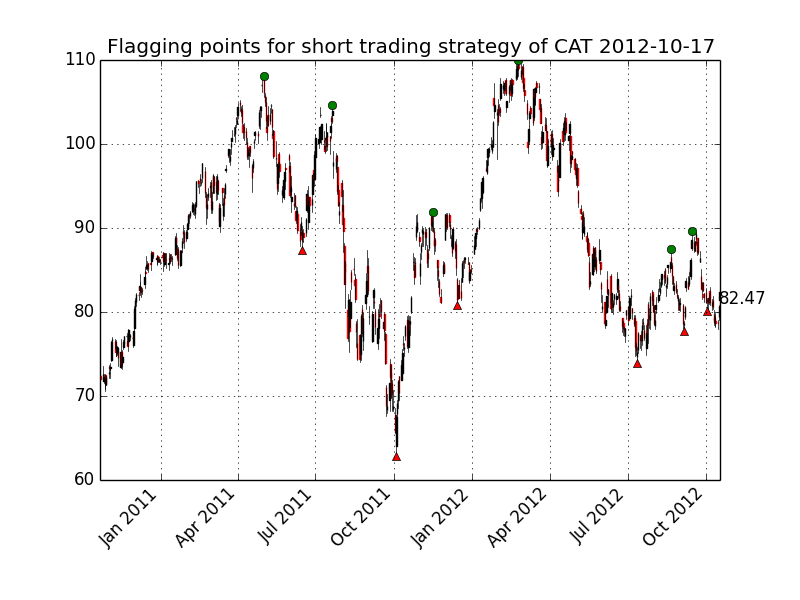 Flagging points for short trading strategy of CAT 2012-10-17
110
100
90
80
70
60
82.47
Jan 2011
Apr 2011
Jul 2011
Oct 2011
Jan 2012
Apr 2012
Jul 2012
Oct 2012